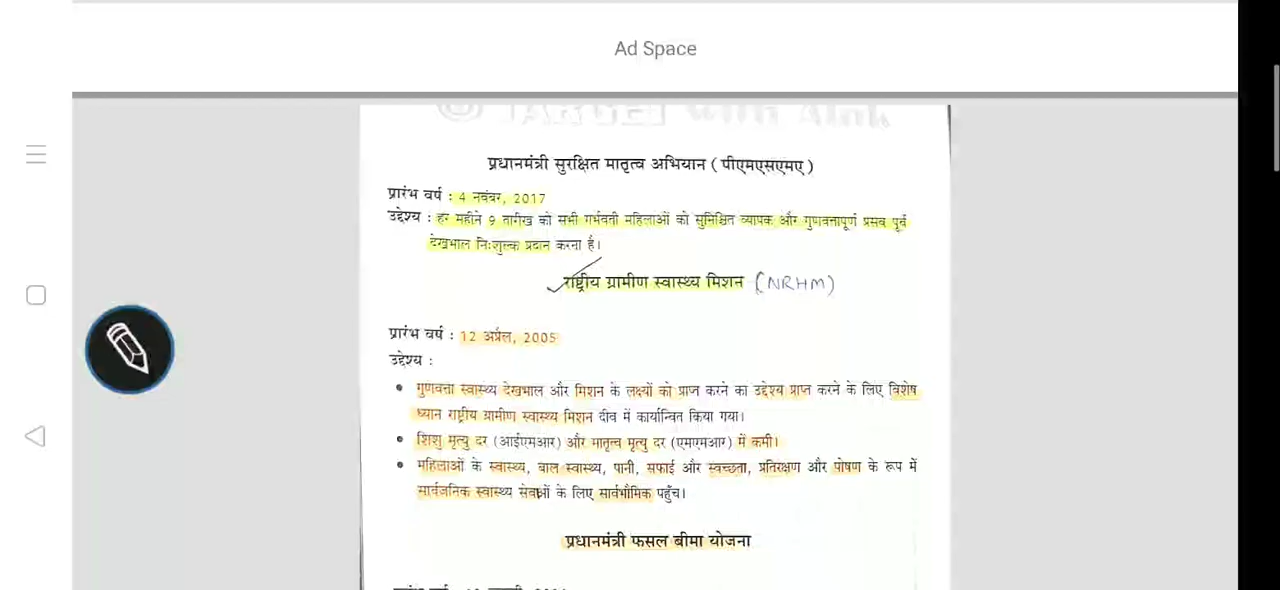 Ad Space
TARGET with Alok
प्रधानमंत्री सुरक्षित मातृत्व अभियान (पीएमएसएमए)
प्रारंभ वर्ष : 4 नवंबर, 2017
उद्देश्य : हर महीने 9 तारीख को सभी गर्भवती महिलाओं को सुनिश्चित व्यापक और गुणवत्तापूर्ण प्रसव पूर्व
देखभाल निःशुल्क प्रदान करना है।
राष्ट्रीय ग्रामीण स्वास्थ्य मिशन (NRHM)
प्रारंभ वर्ष : 12 अप्रैल, 2005
उद्देश्य :
• गुणवत्ता स्वास्थ्य देखभाल और मिशन के लक्ष्यों को प्राप्त करने का उद्देश्य प्राप्त करने के लिए विशेष
ध्यान राष्ट्रीय ग्रामीण स्वास्थ्य मिशन दीव में कार्यान्वित किया गया।
• शिशु मृत्यु दर (आईएमआर) और मातृत्व मृत्यु दर (एमएमआर) में कमी।
• महिलाओं के स्वास्थ्य, बाल स्वास्थ्य, पानी, सफाई और स्वच्छता, प्रतिरक्षण और पोषण के रूप में
सार्वजनिक स्वास्थ्य सेवाओं के लिए सार्वभौमिक पहुँच।
प्रधानमंत्री फसल बीमा योजना